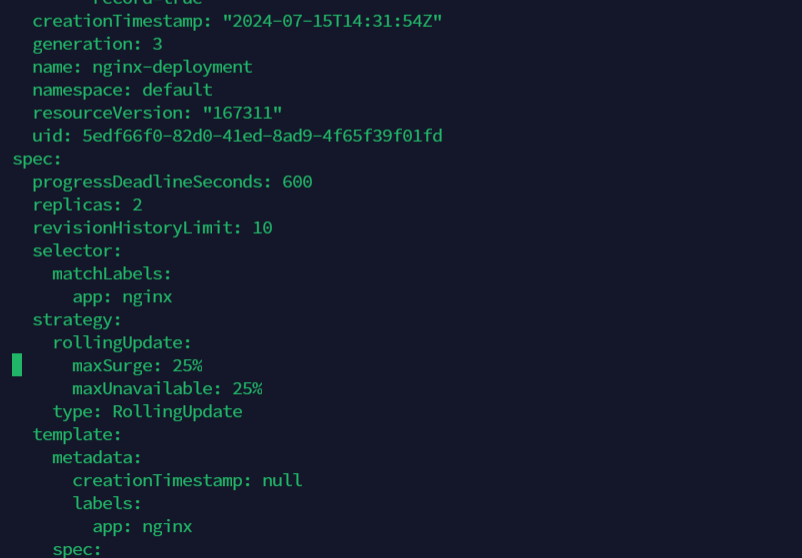 record=true
creationTimestamp: "2024-07-15T14:31:54Z"
generation: 3
name: nginx-deployment
namespace: default
resourceVersion: "167311"
uid: 5edf66f0-82d0-41ed-8ad9-4f65f39f01fd
spec:
progressDeadlineSeconds: 600
replicas: 2
revisionHistoryLimit: 10
selector:
matchLabels:
app: nginx
strategy:
rollingUpdate:
maxSurge: 25%
maxUnavailable: 25%
type: RollingUpdate
template:
metadata:
creationTimestamp: null
labels:
app: nginx
spec: